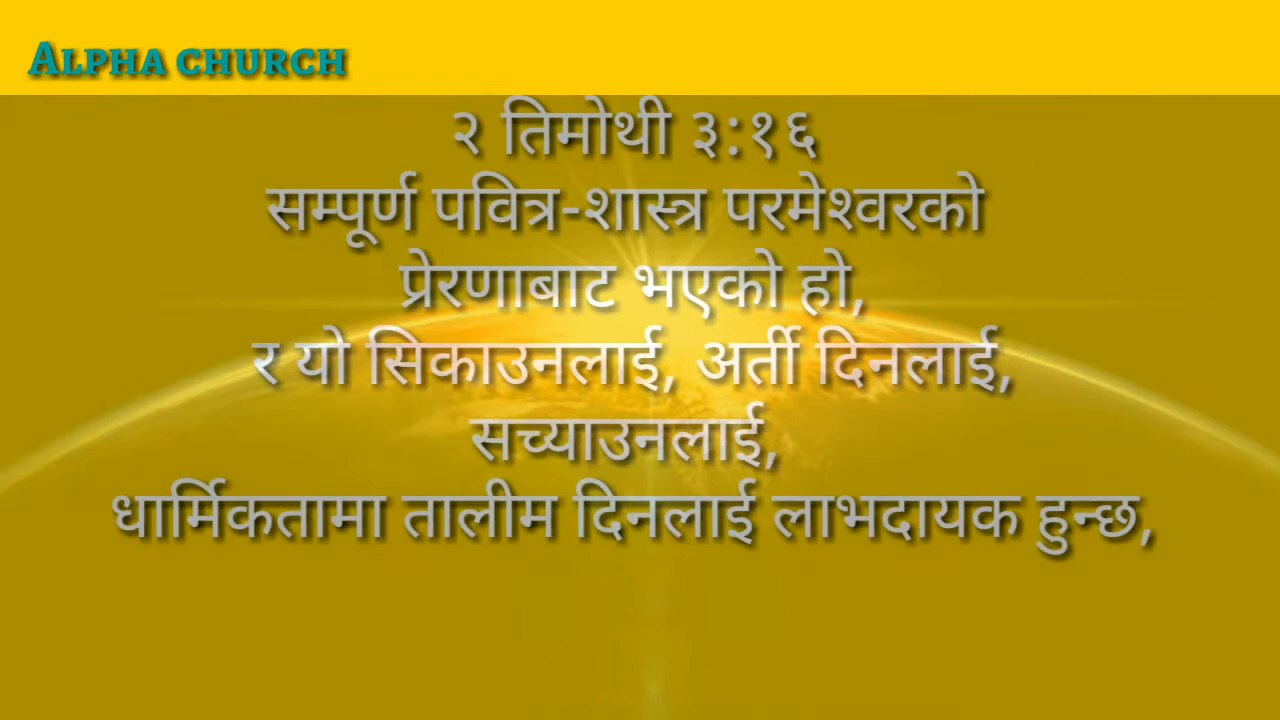 Alpha church
२ तिमोथी ३:१६
सम्पूर्ण पवित्र-शास्त्र परमेश्वरको
प्रेरणाबाट भएको हो,
र यो सिकाउनलाई, अर्ती दिनलाई,
सच्याउनलाई,
धार्मिकतामा तालीम दिनलाई लाभदायक हुन्छ,